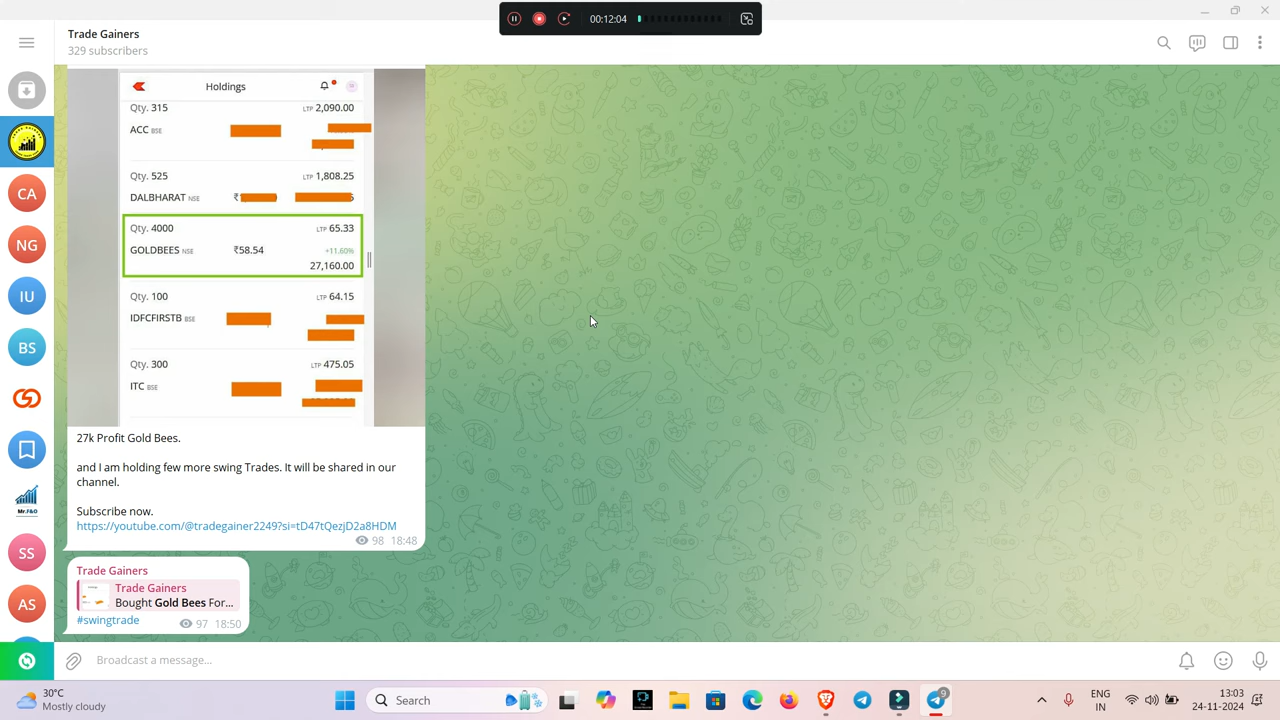 00:12:04
Trade Gainers
329 subscribers
Holdings
Qty. 315
LTP 2,090.00
ACC BSE
Qty. 525
LTP 1,808.25
DALBHARAT NSE
₹
Qty. 4000
LTP 65.33
GOLDBEES NSE
₹58.54
+11.60%
27,160.00
Qty. 100
LTP 64.15
IDFCFIRSTB BSE
Qty. 300
LTP 475.05
ITC BSE
27k Profit Gold Bees.
and I am holding few more swing Trades. It will be shared in our
channel.
Subscribe now.
https://youtube.com/@tradegainer2249?si=tD47tQezjD2a8HDM
98 18:48
Trade Gainers
Trade Gainers
Bought Gold Bees For...
#swingtrade
97 18:50
CA
NG
IU
BS
Mr.F&O
SS
AS
Broadcast a message...
30°C
Mostly cloudy
Search
9
ENG
IN
13:03
24-11-2024